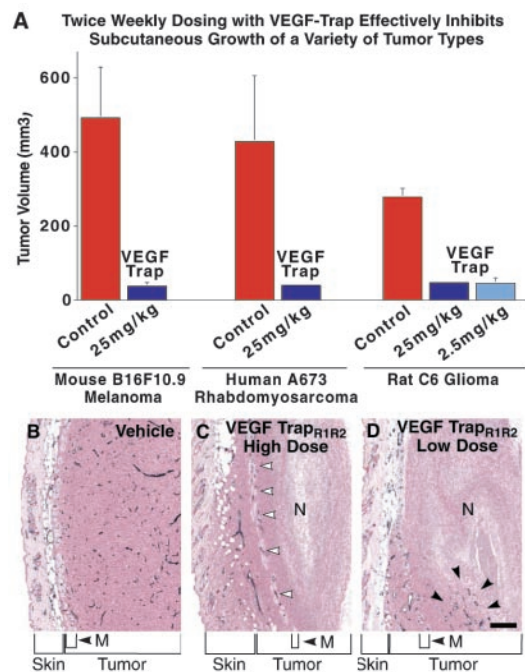 A
Twice Weekly Dosing with VEGF-Trap Effectively Inhibits
Subcutaneous Growth of a Variety of Tumor Types
Tumor Volume (mm3)
600
400
200
0
VEGF
Trap
VEGF
Trap
VEGF
Trap
Control
25mg/kg
Control
25mg/kg
Control
25mg/kg
2.5mg/kg
Mouse B16F10.9
Melanoma
Human A673
Rhabdomyosarcoma
Rat C6 Glioma
B
Vehicle
C
VEGF TrapR1R2
High Dose
N
D
VEGF TrapR1R2
Low Dose
N
M
M
M
Skin
Tumor
Skin
Tumor
Skin
Tumor